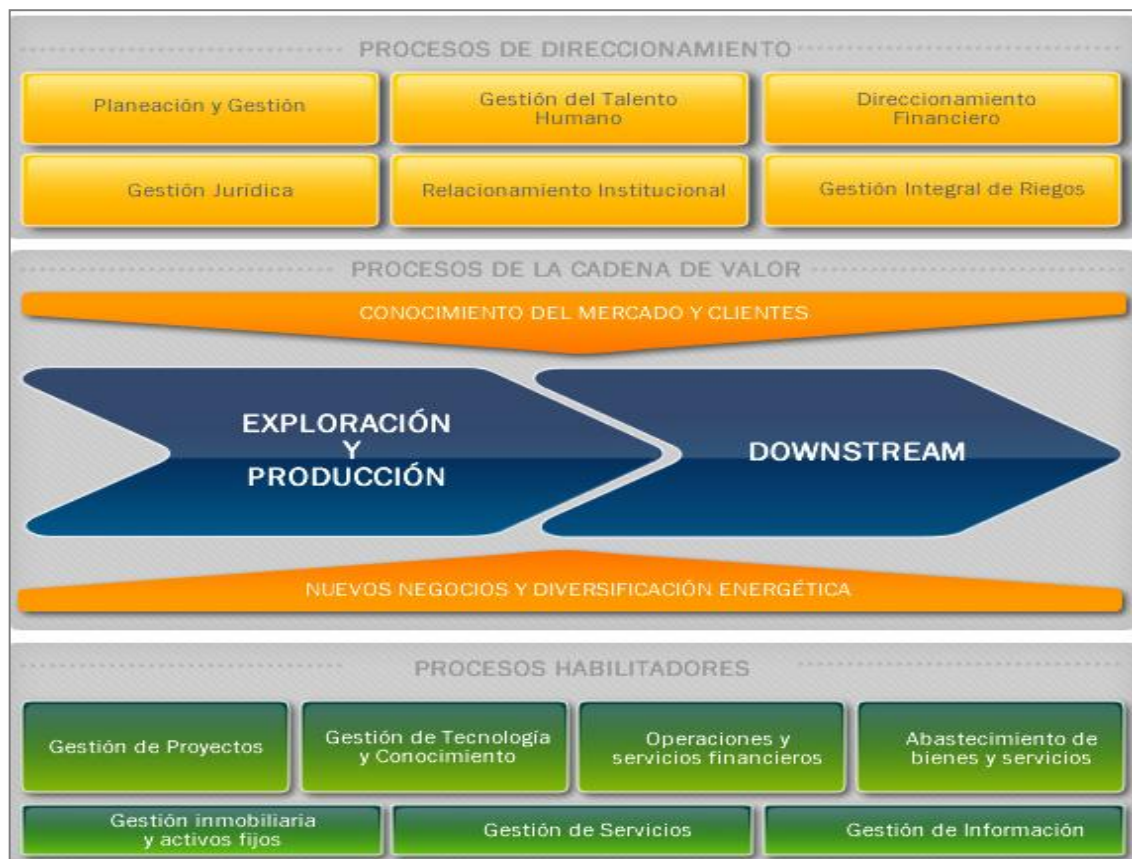 PROCESOS DE DIRECCIONAMIENTO
Planeación y Gestión
Gestión del Talento
Humano
Direccionamiento
Financiero
Gestión Jurídica
Relacionamiento Institucional
Gestión Integral de Riegos
PROCESOS DE LA CADENA DE VALOR
CONOCIMIENTO DEL MERCADO Y CLIENTES
EXPLORACIÓN
Y
PRODUCCIÓN
DOWNSTREAM
NUEVOS NEGOCIOS Y DIVERSIFICACIÓN ENERGÉTICA
PROCESOS HABILITADORES
Gestión de Proyectos
Gestión de Tecnología
y Conocimiento
Operaciones y
servicios financieros
Abastecimiento de
bienes y servicios
Gestión inmobiliaria
y activos fijos
Gestión de Servicios
Gestión de Información